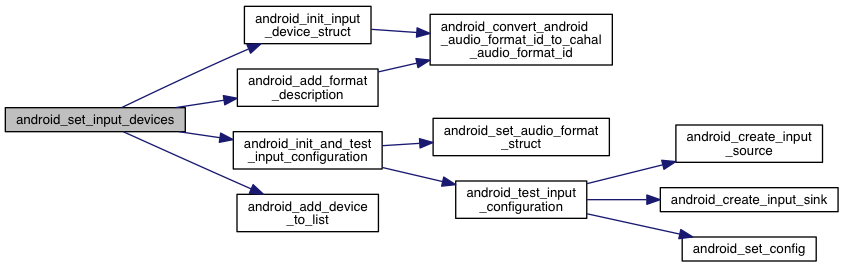 android_set_input_devices
android_init_input
_device_struct
android_add_format
_description
android_init_and_test
_input_configuration
android_add_device
_to_list
android_convert_android
_audio_format_id_to_cahal
_audio_format_id
android_set_audio_format
_struct
android_test_input
_configuration
android_create_input
_source
android_create_input_sink
android_set_config